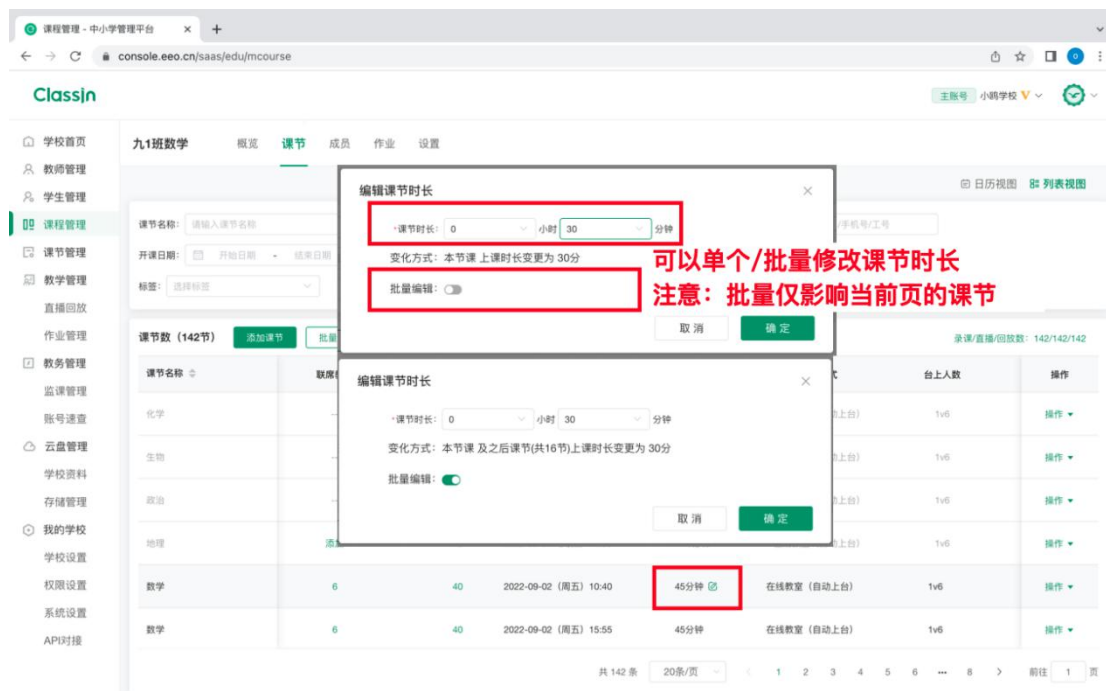 课程管理 - 中小学管理平台
console.eeo.cn/saas/edu/mcourse
ClassIn
主账号 小鸥学校
学校首页
教师管理
学生管理
课程管理
课节管理
教学管理
直播回放
作业管理
教务管理
监课管理
账号速查
云盘管理
学校资料
存储管理
我的学校
学校设置
权限设置
系统设置
API对接
九1班数学 概览 课节 成员 作业 设置
日历视图 列表视图
课节名称: 请输入课节名称 /手机号/工号
开课日期: 开始日期 - 结束日期
标签: 选择标签
编辑课节时长
*课节时长: 0 小时 30 分钟
变化方式: 本节课 上课时长变更为 30分
批量编辑:
取消 确定
可以单个/批量修改课节时长
注意：批量仅影响当前页的课节
课节数（142节） 添加课节 录课/直播/回放数: 142/142/142
课节名称 台上人数 操作
编辑课节时长
*课节时长: 0 小时 30 分钟
变化方式: 本节课 及之后课节(共16节)上课时长变更为 30分
批量编辑:
取消 确定
化学 1v6 操作
生物 1v6 操作
政治 1v6 操作
地理 1v6 操作
数学 6 40 2022-09-02（周五）10:40 45分钟 在线教室（自动上台） 1v6 操作
数学 6 40 2022-09-02（周五）15:55 45分钟 在线教室（自动上台） 1v6 操作
共 142 条 20条/页 1 2 3 4 5 6 ••• 8 前往 1 页